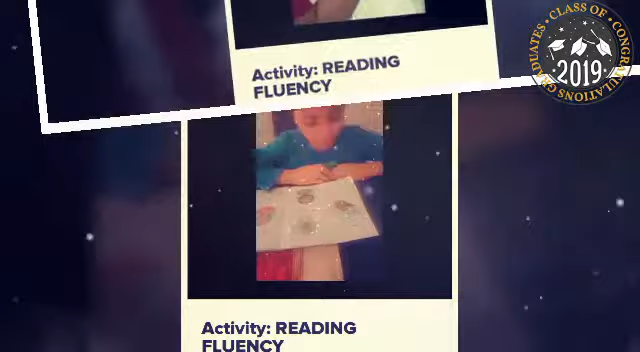 Activity: READING
FLUENCY
CLASS OF
2019
CONGRATULATIONS GRADUATES
Activity: READING
FLUENCY